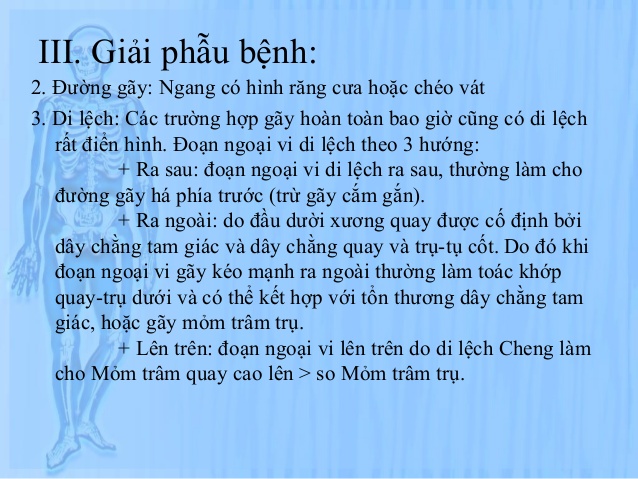 III. Giải phẫu bệnh:
2. Đường gãy: Ngang có hình răng cưa hoặc chéo vát
3. Di lệch: Các trường hợp gãy hoàn toàn bao giờ cũng có di lệch
rất điển hình. Đoạn ngoại vi di lệch theo 3 hướng:
+ Ra sau: đoạn ngoại vi di lệch ra sau, thường làm cho
đường gãy há phía trước (trừ gãy cắm gắn).
+ Ra ngoài: do đầu dưới xương quay được cố định bởi
dây chằng tam giác và dây chằng quay và trụ-tụ cốt. Do đó khi
đoạn ngoại vi gãy kéo mạnh ra ngoài thường làm toác khớp
quay-trụ dưới và có thể kết hợp với tổn thương dây chằng tam
giác, hoặc gãy mỏm trâm trụ.
+ Lên trên: đoạn ngoại vi lên trên do di lệch Cheng làm
cho Mỏm trâm quay cao lên > so Mỏm trâm trụ.